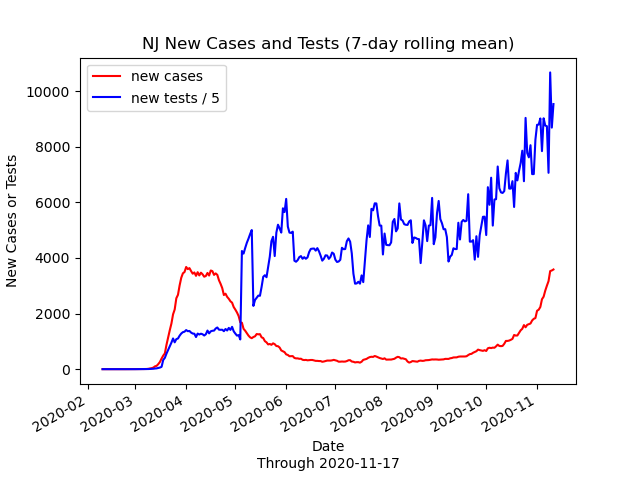 NJ New Cases and Tests (7-day rolling mean)
new cases
new tests / 5
New Cases or Tests
10000
8000
6000
4000
2000
0
2020-02
2020-03
2020-04
2020-05
2020-06
2020-07
2020-08
2020-09
2020-10
2020-11
Date
Through 2020-11-17